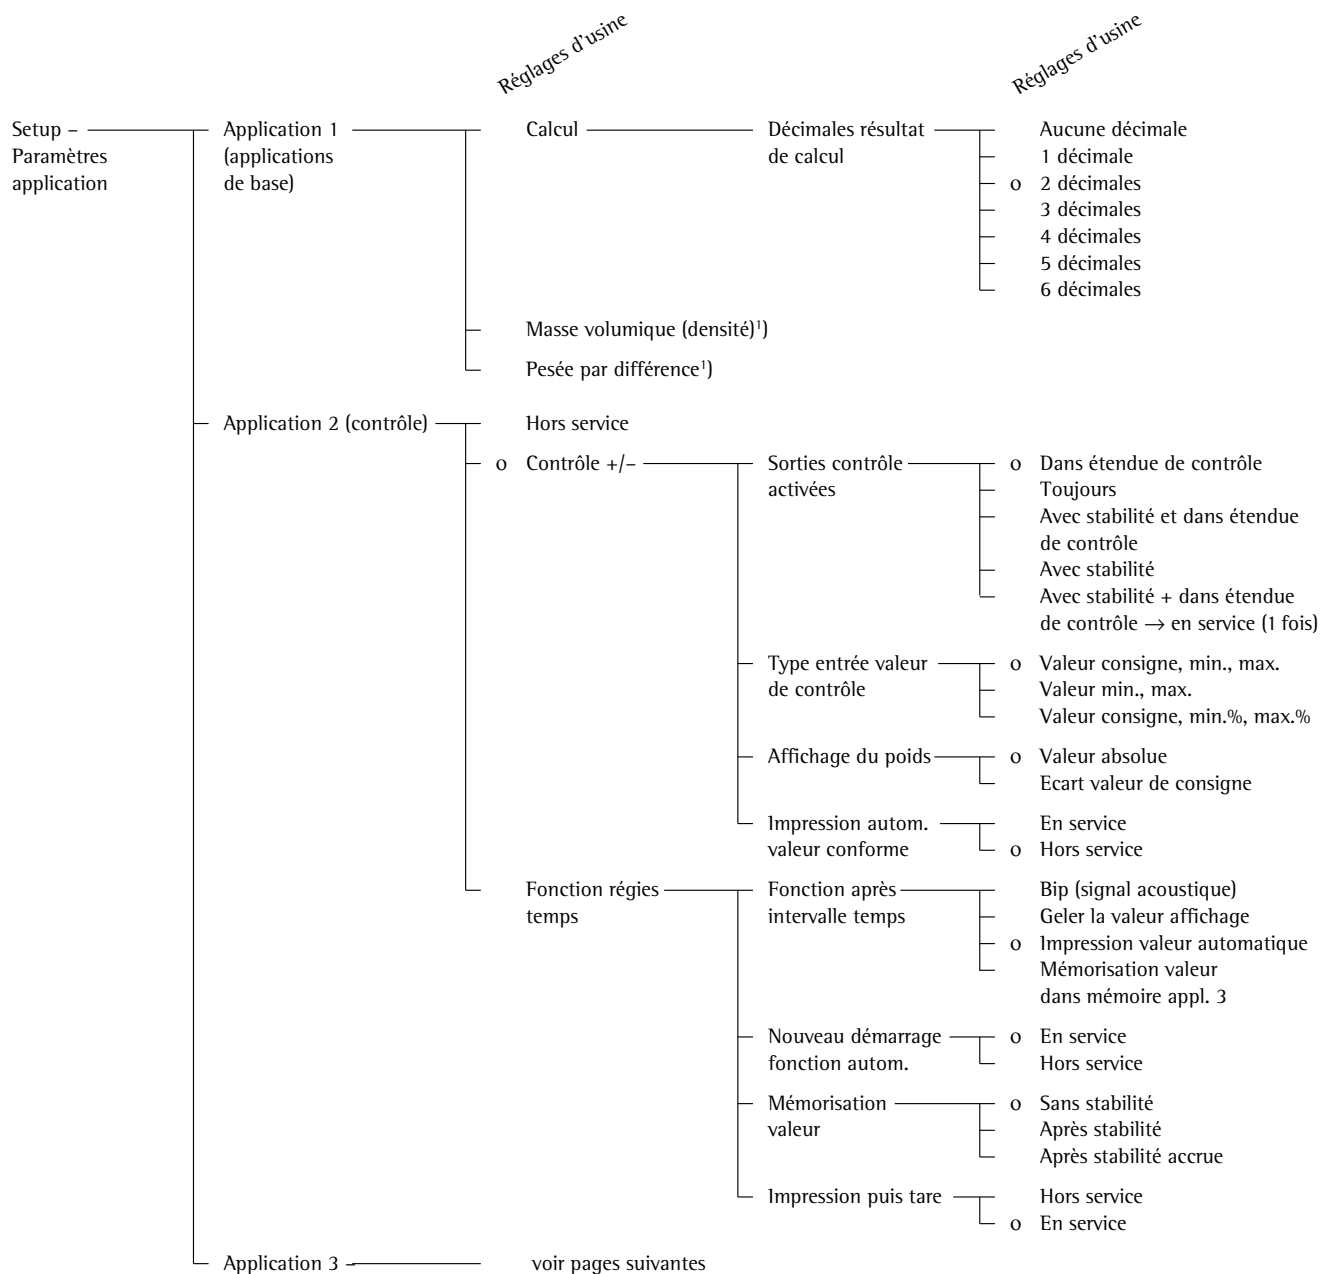 Réglages d'usine
Réglages d'usine
Setup –
Paramètres
application
Application 1
(applications
de base)
Calcul
Décimales résultat
de calcul
Aucune décimale
1 décimale
o 2 décimales
3 décimales
4 décimales
5 décimales
6 décimales
Masse volumique (densité)¹)
Pesée par différence¹)
Application 2 (contrôle)
Hors service
o Contrôle +/–
Sorties contrôle
activées
o Dans étendue de contrôle
Toujours
Avec stabilité et dans étendue
de contrôle
Avec stabilité
Avec stabilité + dans étendue
de contrôle → en service (1 fois)
Type entrée valeur
de contrôle
o Valeur consigne, min., max.
Valeur min., max.
Valeur consigne, min.%, max.%
Affichage du poids
o Valeur absolue
Ecart valeur de consigne
Impression autom.
valeur conforme
En service
o Hors service
Fonction régies
temps
Fonction après
intervalle temps
Bip (signal acoustique)
Geler la valeur affichage
o Impression valeur automatique
Mémorisation valeur
dans mémoire appl. 3
Nouveau démarrage
fonction autom.
o En service
Hors service
Mémorisation
valeur
o Sans stabilité
Après stabilité
Après stabilité accrue
Impression puis tare
Hors service
o En service
Application 3 –
voir pages suivantes